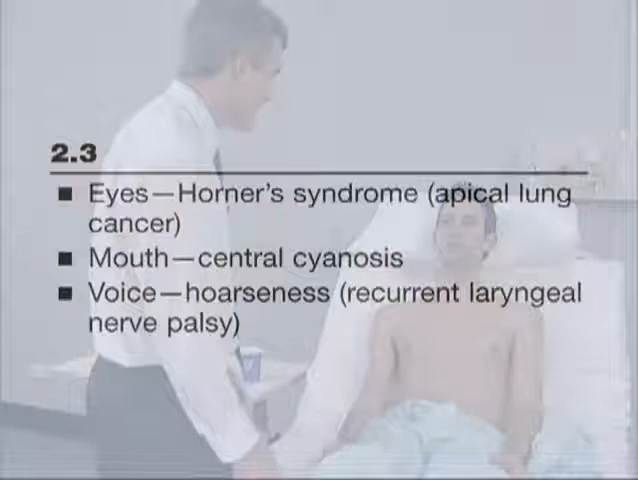 2.3
■ Eyes—Horner's syndrome (apical lung
cancer)
■ Mouth—central cyanosis
■ Voice—hoarseness (recurrent laryngeal
nerve palsy)